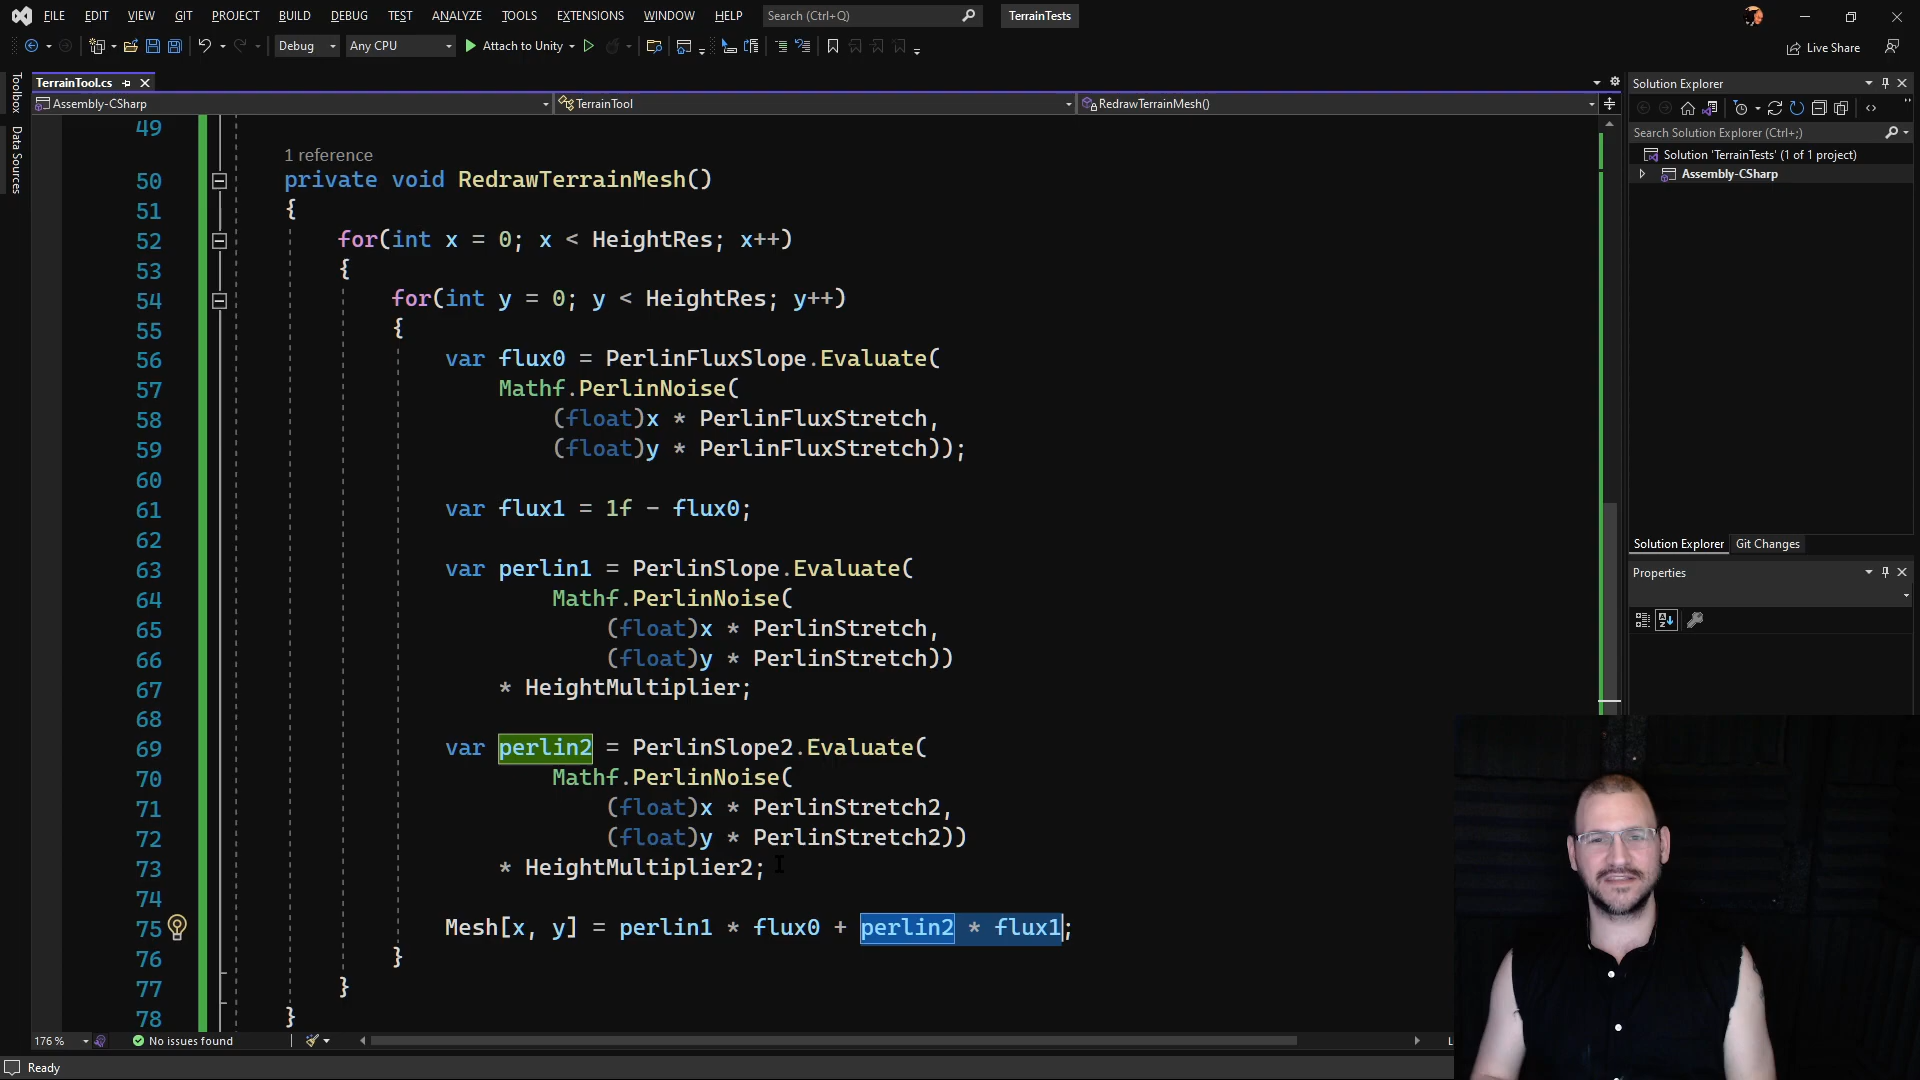 FILE EDIT VIEW GIT PROJECT BUILD DEBUG TEST ANALYZE TOOLS EXTENSIONS WINDOW HELP Search (Ctrl+Q) TerrainTests
Debug Any CPU Attach to Unity Live Share
Toolbox
Data Sources
TerrainTool.cs
Assembly-CSharp TerrainTool RedrawTerrainMesh()
49
1 reference
50 private void RedrawTerrainMesh()
51 {
52 for(int x = 0; x < HeightRes; x++)
53 {
54 for(int y = 0; y < HeightRes; y++)
55 {
56 var flux0 = PerlinFluxSlope.Evaluate(
57 Mathf.PerlinNoise(
58 (float)x * PerlinFluxStretch,
59 (float)y * PerlinFluxStretch));
60
61 var flux1 = 1f - flux0;
62
63 var perlin1 = PerlinSlope.Evaluate(
64 Mathf.PerlinNoise(
65 (float)x * PerlinStretch,
66 (float)y * PerlinStretch))
67 * HeightMultiplier;
68
69 var perlin2 = PerlinSlope2.Evaluate(
70 Mathf.PerlinNoise(
71 (float)x * PerlinStretch2,
72 (float)y * PerlinStretch2))
73 * HeightMultiplier2;
74
75 Mesh[x, y] = perlin1 * flux0 + perlin2 * flux1;
76 }
77 }
78 }
176 % No issues found
Ready
Solution Explorer
Search Solution Explorer (Ctrl+;)
Solution 'TerrainTests' (1 of 1 project)
Assembly-CSharp
Solution Explorer Git Changes
Properties